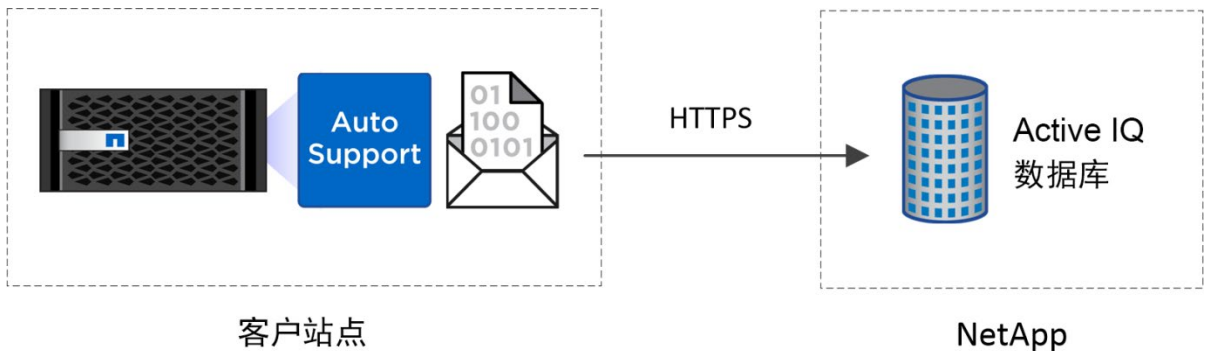 Auto
Support
01
100
0101
HTTPS
Active IQ
数据库
客户站点
NetApp